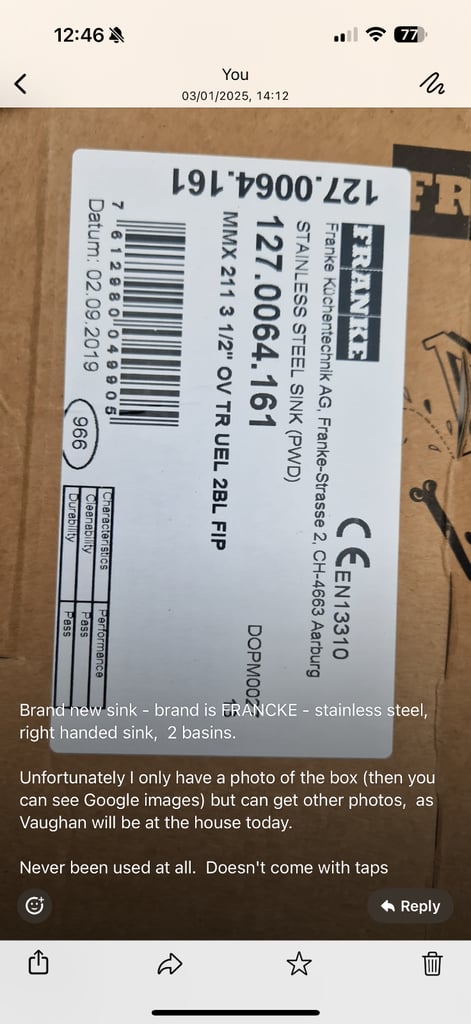 12:46
77
You
03/01/2025, 14:12
127.0064.161
FRANKE
Franke Küchentechnik AG, Franke-Strasse 2, CH-4663 Aarburg
STAINLESS STEEL SINK (PWD)
127.0064.161
MMX 211 3 1/2" OV TR UEL 2BL FIP
CE EN13310
7 612980 049905
Datum: 02.09.2019
966
Characteristics Performance
Cleanability Pass
Durability Pass
FR
Brand new sink - brand is FRANCKE - stainless steel,
right handed sink, 2 basins.
Unfortunately I only have a photo of the box (then you
can see Google images) but can get other photos, as
Vaughan will be at the house today.
Never been used at all. Doesn't come with taps
Reply